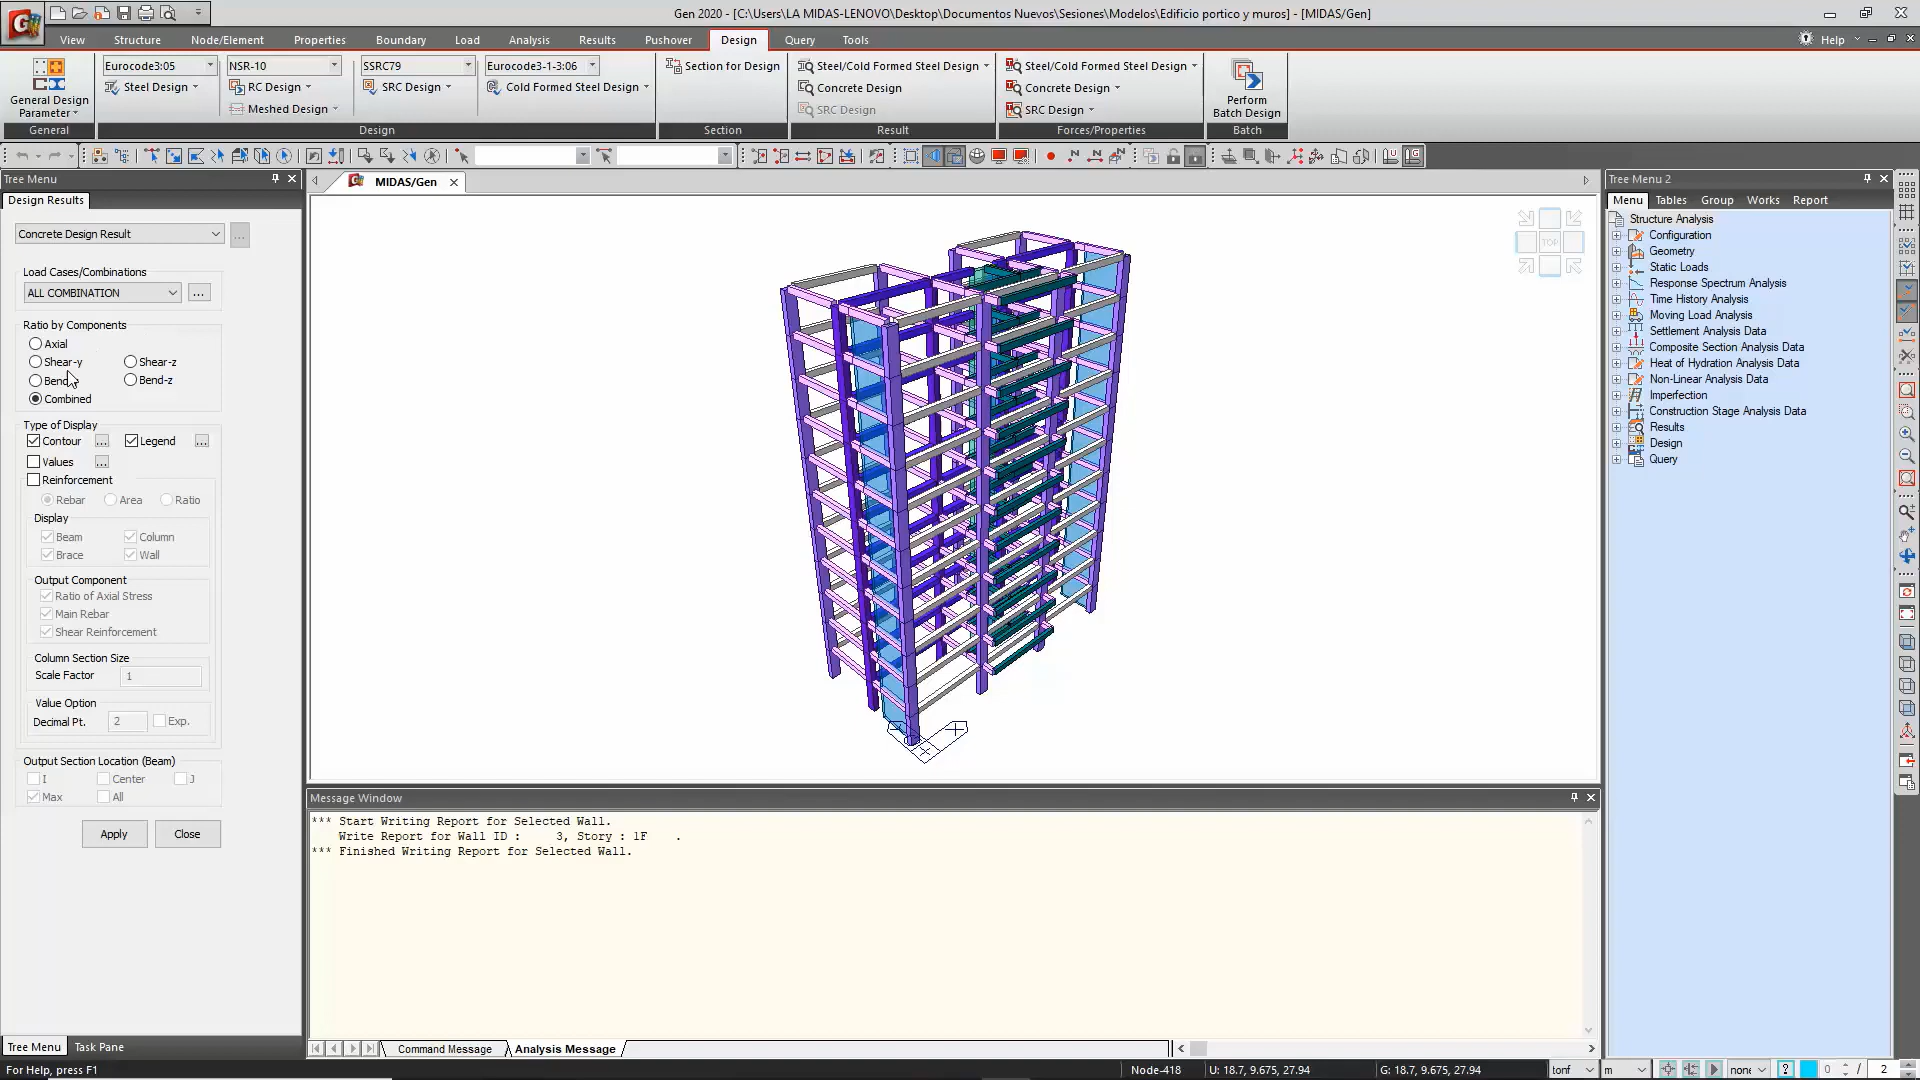 Gen 2020 - [C:\Users\LA MIDAS-LENOVO\Desktop\Documentos Nuevos\Sesiones\Modelos\Edificio portico y muros] - [MIDAS/Gen]
View Structure Node/Element Properties Boundary Load Analysis Results Pushover Design Query Tools Help
General Design Parameter
General
Eurocode3:05
Steel Design
NSR-10
RC Design
Meshed Design
SSRC79
SRC Design
Eurocode3-1-3:06
Cold Formed Steel Design
Design
Section for Design
Section
Steel/Cold Formed Steel Design
Concrete Design
SRC Design
Result
Steel/Cold Formed Steel Design
Concrete Design
SRC Design
Forces/Properties
Perform Batch Design
Batch
Tree Menu
Design Results
Concrete Design Result
Load Cases/Combinations
ALL COMBINATION
Ratio by Components
Axial
Shear-y Shear-z
Bend-z
Combined
Type of Display
Contour Legend
Values
Reinforcement
Rebar Area Ratio
Display
Beam Column
Brace Wall
Output Component
Ratio of Axial Stress
Main Rebar
Shear Reinforcement
Column Section Size
Scale Factor 1
Value Option
Decimal Pt. 2 Exp.
Output Section Location (Beam)
I Center J
Max All
Apply Close
Tree Menu Task Pane
MIDAS/Gen
TOP
Message Window
*** Start Writing Report for Selected Wall.
Write Report for Wall ID : 3, Story : 1F .
*** Finished Writing Report for Selected Wall.
Command Message Analysis Message
Tree Menu 2
Menu Tables Group Works Report
Structure Analysis
Configuration
Geometry
Static Loads
Response Spectrum Analysis
Time History Analysis
Moving Load Analysis
Settlement Analysis Data
Composite Section Analysis Data
Heat of Hydration Analysis Data
Non-Linear Analysis Data
Imperfection
Construction Stage Analysis Data
Results
Design
Query
For Help, press F1
Node-418 U: 18.7, 9.675, 27.94 G: 18.7, 9.675, 27.94 tonf m none 0 / 2